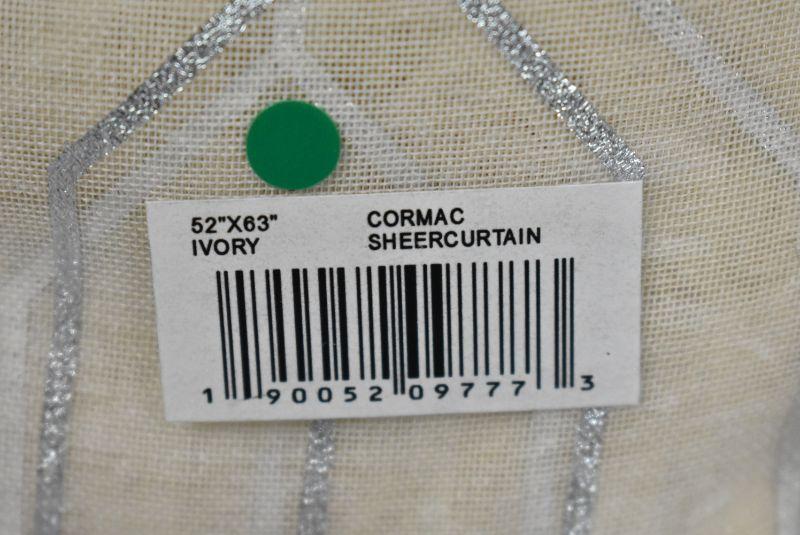 52"X63" CORMAC
IVORY SHEERCURTAIN
1 90052 09777 3